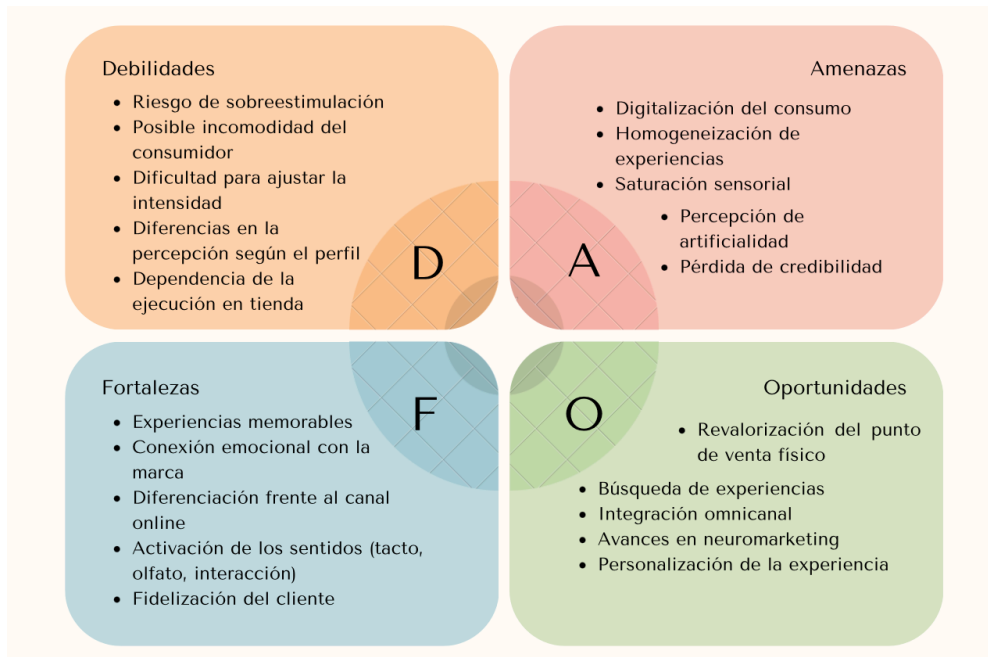 Debilidades
• Riesgo de sobreestimulación
• Posible incomodidad del
consumidor
• Dificultad para ajustar la
intensidad
• Diferencias en la
percepción según el perfil
• Dependencia de la
ejecución en tienda
D
Amenazas
• Digitalización del consumo
• Homogeneización de
experiencias
• Saturación sensorial
• Percepción de
artificialidad
• Pérdida de credibilidad
A
Fortalezas
• Experiencias memorables
• Conexión emocional con la
marca
• Diferenciación frente al canal
online
• Activación de los sentidos (tacto,
olfato, interacción)
• Fidelización del cliente
F
Oportunidades
• Revalorización del punto
de venta físico
• Búsqueda de experiencias
• Integración omnicanal
• Avances en neuromarketing
• Personalización de la experiencia
O